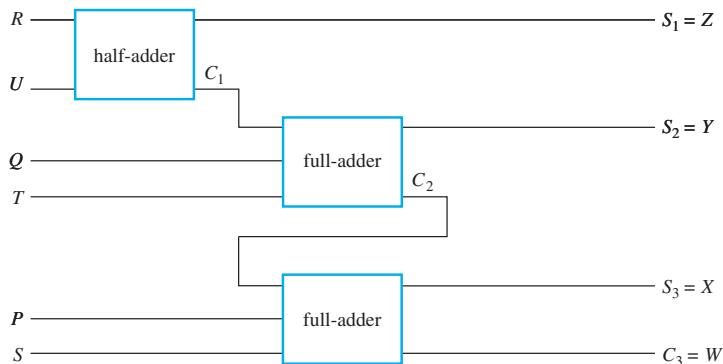 R
S₁ = Z
half-adder
U
C₁
S₂ = Y
Q
full-adder
T
C₂
S₃ = X
P
full-adder
S
C₃ = W